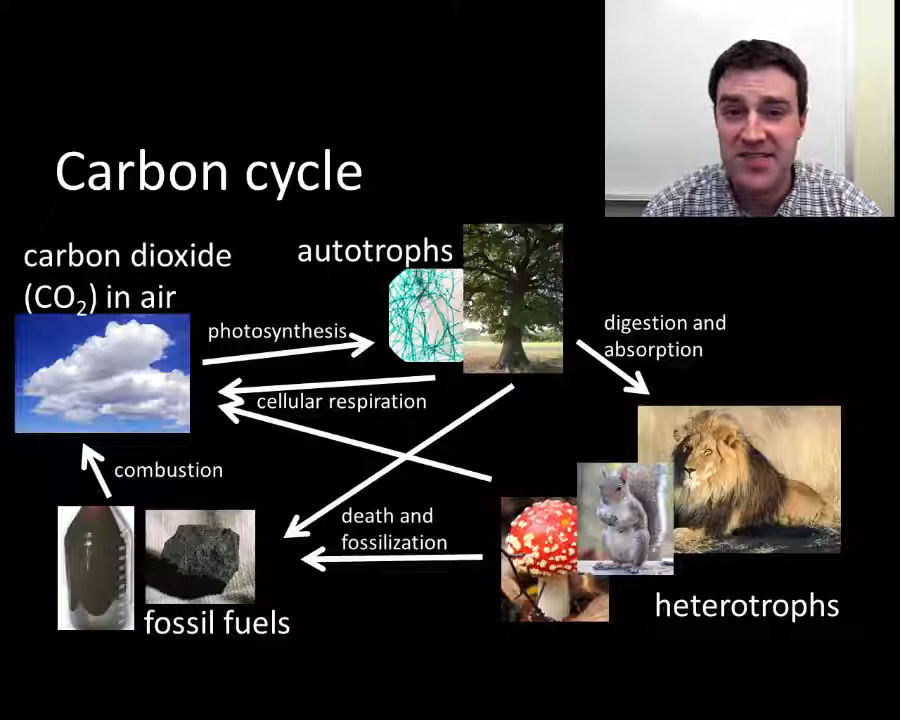 Carbon cycle
carbon dioxide
(CO₂) in air
autotrophs
photosynthesis
digestion and
absorption
cellular respiration
combustion
death and
fossilization
fossil fuels
heterotrophs